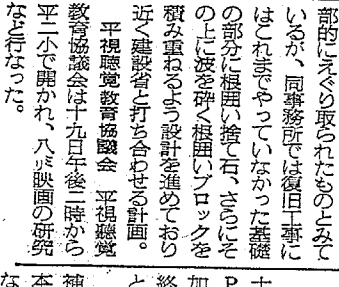 部的にえぐり取られたものとみて
いるが、同事務所では復旧工事に
はこれまでやっていなかった基礎
の部分に根囲い捨て石、さらにそ
の上に波を砕く根囲いブロックを
積み重ねるよう設計を進めており
近く建設省と打ち合わせる計画。
平視聴覚教育協議会 平視聴覚
教育協議会は十九日午後二時から
平二小で開かれ、八ミリ映画の研究
など行なった。